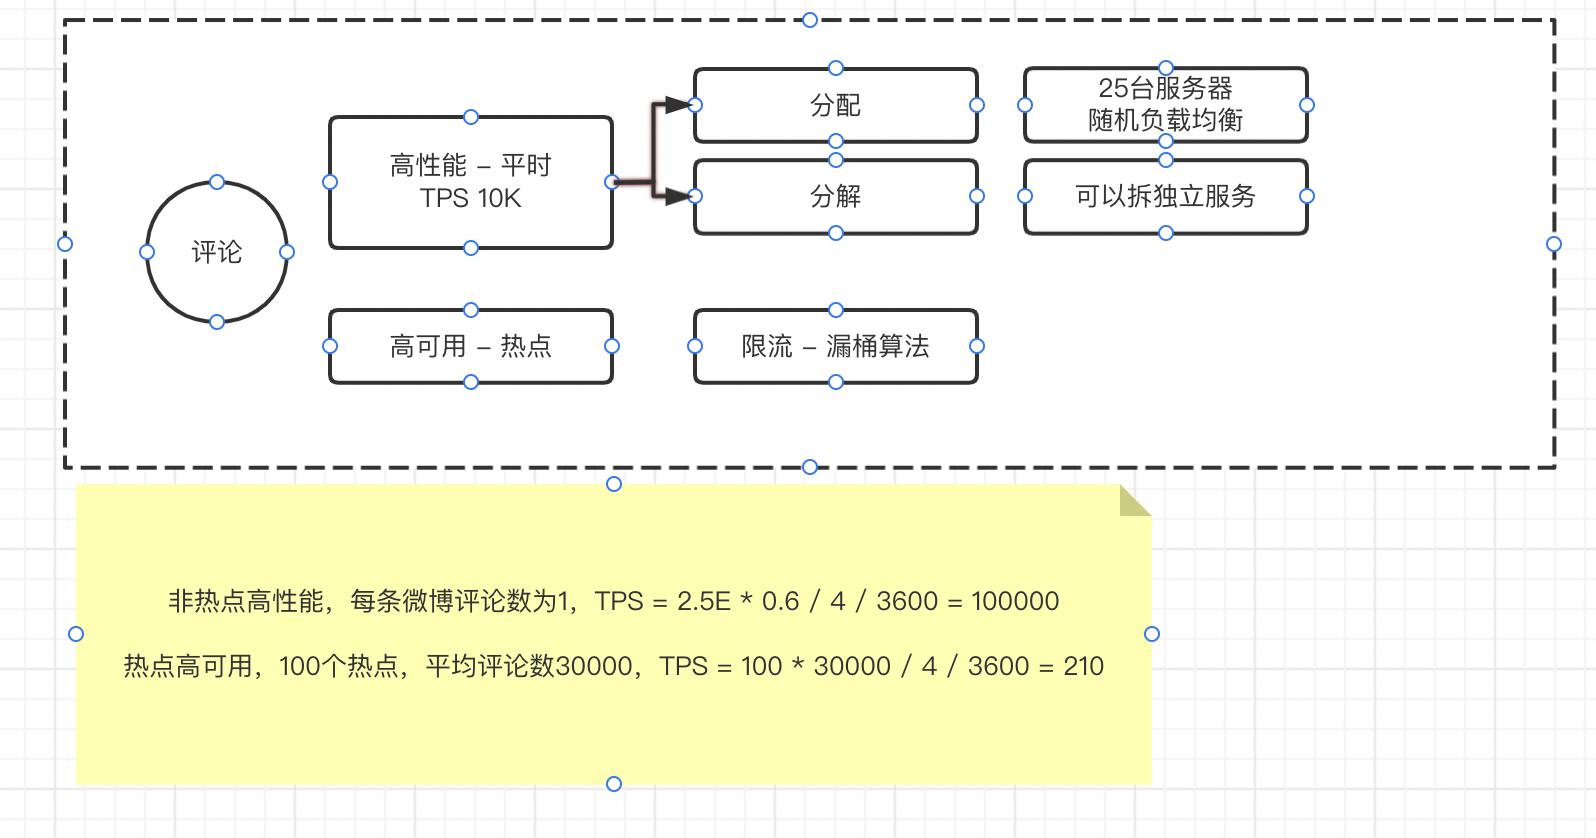 评论
高性能 – 平时
TPS 10K
分配
25台服务器
随机负载均衡
分解
可以拆独立服务
高可用 – 热点
限流 – 漏桶算法
非热点高性能，每条微博评论数为1，TPS = 2.5E * 0.6 / 4 / 3600 = 100000
热点高可用，100个热点，平均评论数30000，TPS = 100 * 30000 / 4 / 3600 = 210